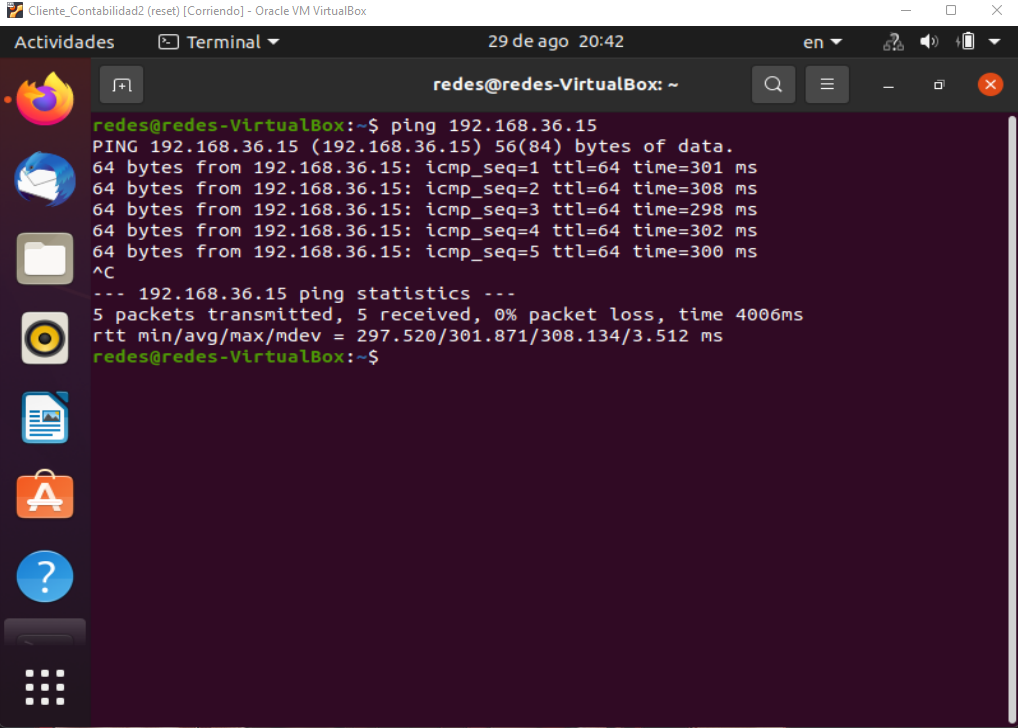 Cliente_Contabilidad2 (reset) [Corriendo] - Oracle VM VirtualBox
Actividades Terminal 29 de ago 20:42 en
redes@redes-VirtualBox: ~
redes@redes-VirtualBox:~$ ping 192.168.36.15
PING 192.168.36.15 (192.168.36.15) 56(84) bytes of data.
64 bytes from 192.168.36.15: icmp_seq=1 ttl=64 time=301 ms
64 bytes from 192.168.36.15: icmp_seq=2 ttl=64 time=308 ms
64 bytes from 192.168.36.15: icmp_seq=3 ttl=64 time=298 ms
64 bytes from 192.168.36.15: icmp_seq=4 ttl=64 time=302 ms
64 bytes from 192.168.36.15: icmp_seq=5 ttl=64 time=300 ms
^C
--- 192.168.36.15 ping statistics ---
5 packets transmitted, 5 received, 0% packet loss, time 4006ms
rtt min/avg/max/mdev = 297.520/301.871/308.134/3.512 ms
redes@redes-VirtualBox:~$